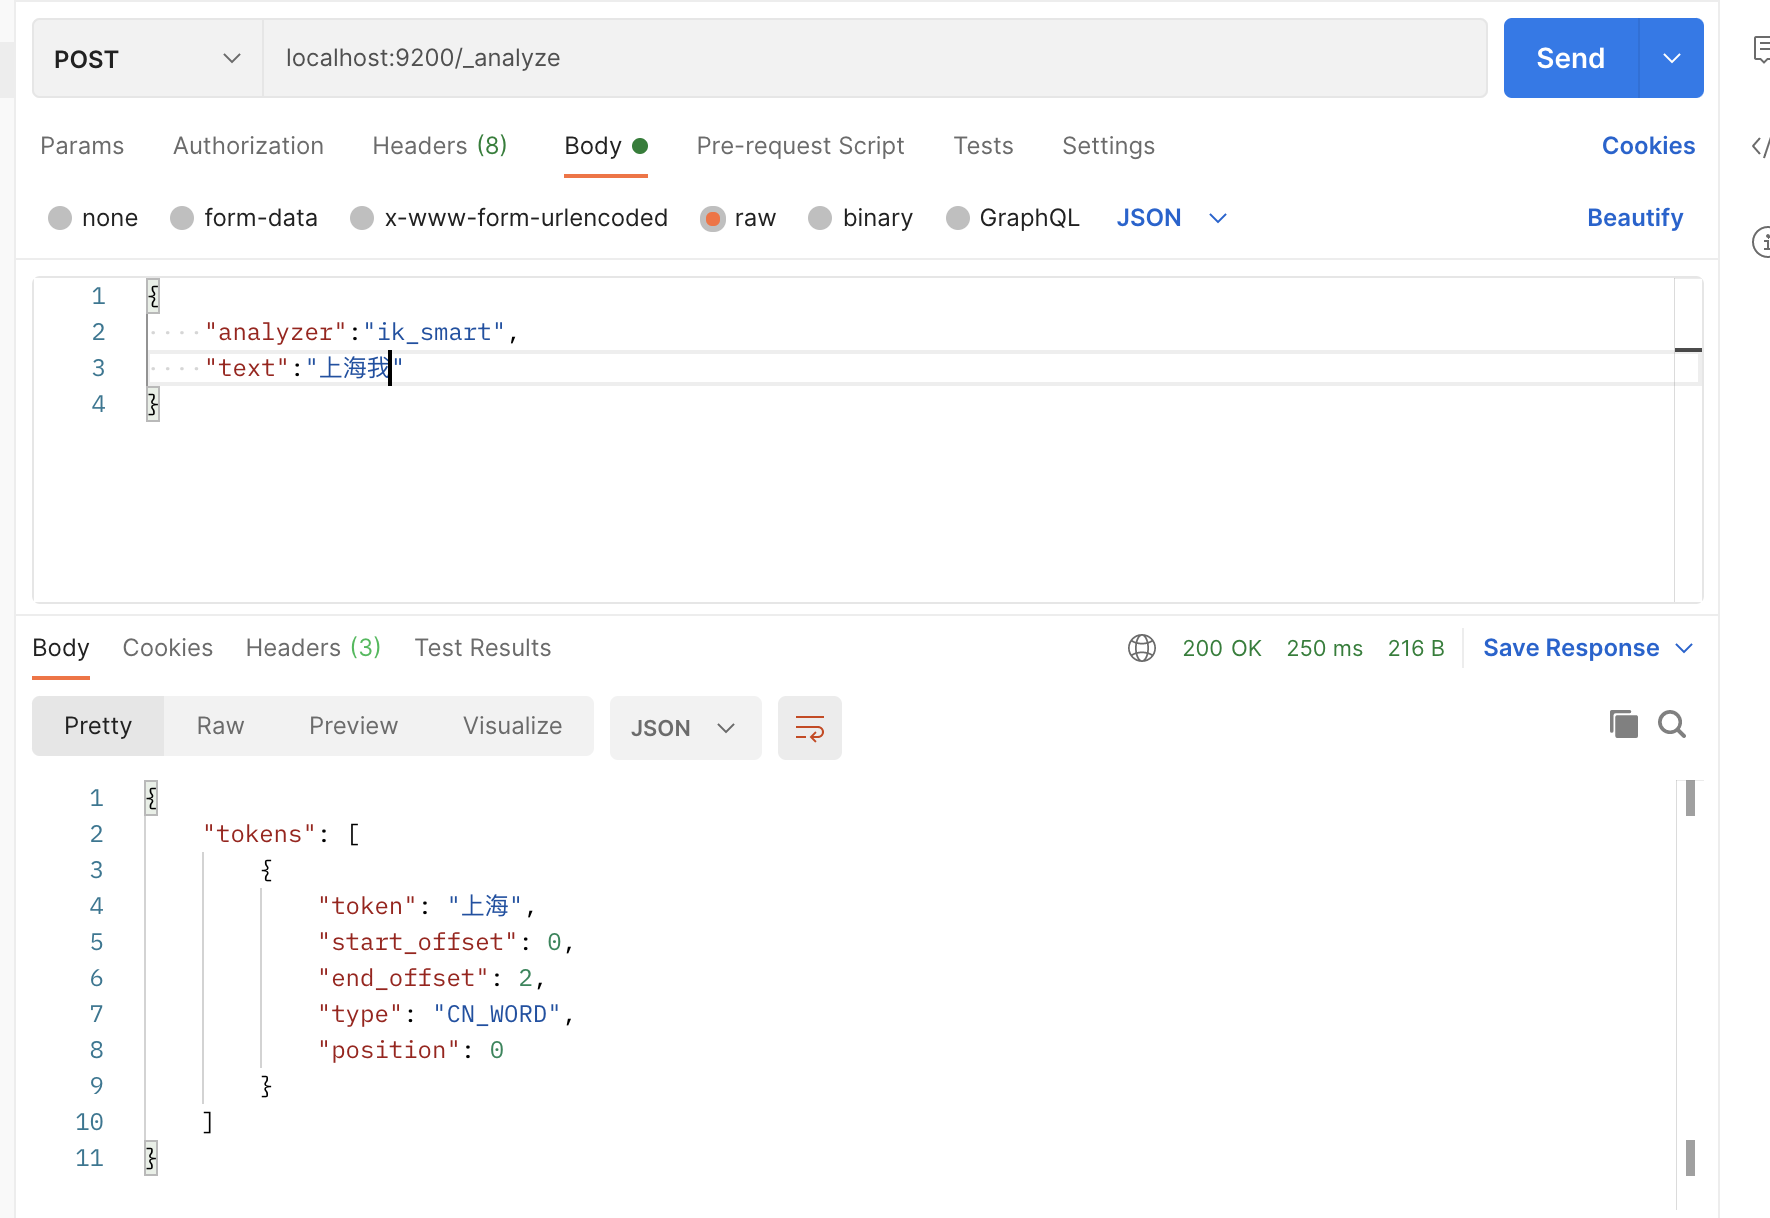 POST localhost:9200/_analyze Send
Params Authorization Headers (8) Body Pre-request Script Tests Settings Cookies
none form-data x-www-form-urlencoded raw binary GraphQL JSON Beautify
1 {
2 "analyzer":"ik_smart",
3 "text":"上海我"
4 }
Body Cookies Headers (3) Test Results 200 OK 250 ms 216 B Save Response
Pretty Raw Preview Visualize JSON
1 {
2 "tokens": [
3 {
4 "token": "上海",
5 "start_offset": 0,
6 "end_offset": 2,
7 "type": "CN_WORD",
8 "position": 0
9 }
10 ]
11 }